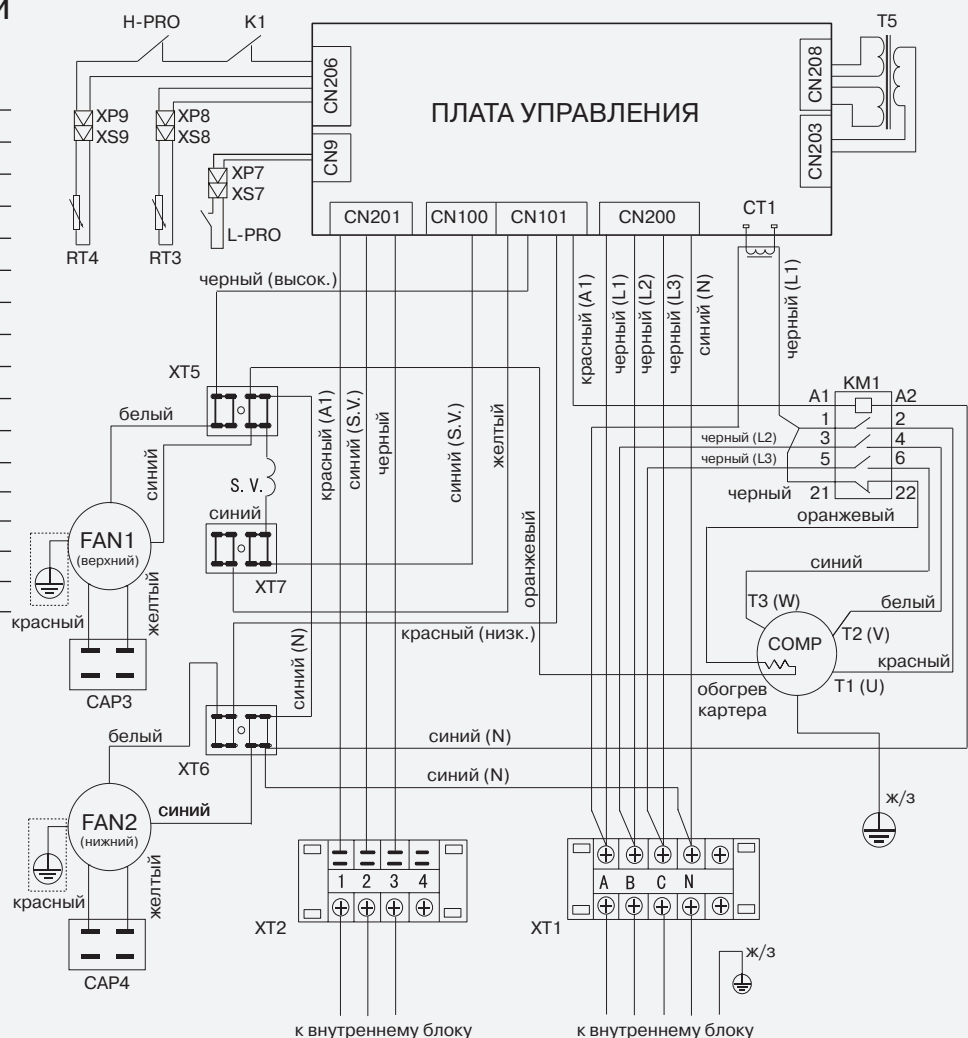 й
H-PRO
K1
T5
CN206
CN208
XP9
XS9
XP8
XS8
ПЛАТА УПРАВЛЕНИЯ
CN9
CN203
XP7
XS7
L-PRO
RT4
RT3
CN201
CN100
CN101
CN200
CT1
черный (высок.)
красный (A1)
черный (L1)
черный (L2)
черный (L3)
синий (N)
черный (L1)
XT5
белый
синий
S. V.
синий
XT7
красный (A1)
синий (S.V.)
черный
синий (S.V.)
желтый
оранжевый
KM1
A1
A2
1
2
черный (L2)
3
4
черный (L3)
5
6
черный
21
22
оранжевый
синий
белый
красный
T3 (W)
T2 (V)
T1 (U)
COMP
обогрев
картера
FAN1
(верхний)
красный
желтый
CAP3
красный (низк.)
синий (N)
белый
XT6
синий (N)
синий (N)
синий
FAN2
(нижний)
красный
желтый
CAP4
ж/з
1 2 3 4
XT2
A B C N
XT1
ж/з
к внутреннему блоку
к внутреннему блоку